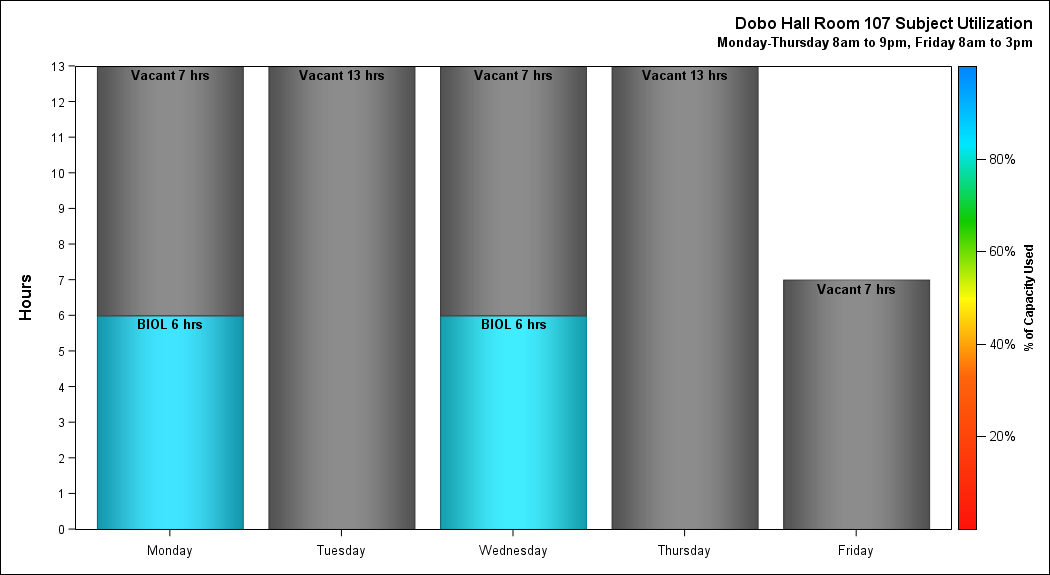 Dobo Hall Room 107 Subject Utilization
Monday-Thursday 8am to 9pm, Friday 8am to 3pm
Hours
13
12
11
10
9
8
7
6
5
4
3
2
1
0
Vacant 7 hrs
Vacant 13 hrs
Vacant 7 hrs
Vacant 13 hrs
Vacant 7 hrs
BIOL 6 hrs
BIOL 6 hrs
Monday
Tuesday
Wednesday
Thursday
Friday
80%
60%
40%
20%
% of Capacity Used